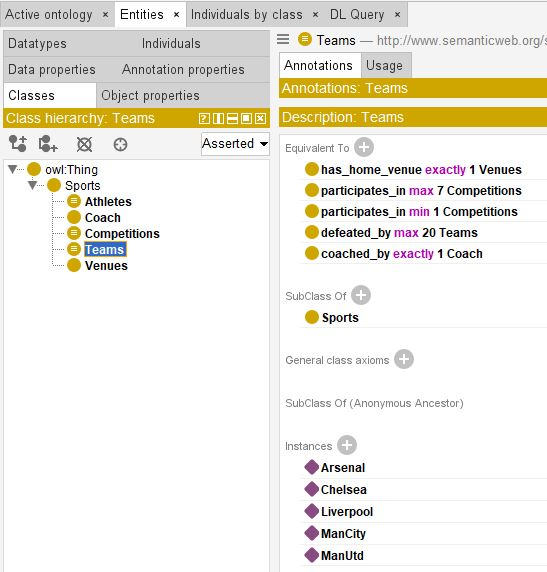 Active ontology × Entities × Individuals by class × DL Query ×
Datatypes Individuals
Data properties Annotation properties
Classes Object properties
Class hierarchy: Teams
Asserted
owl:Thing
Sports
Athletes
Coach
Competitions
Teams
Venues
Teams — http://www.semanticweb.org/s
Annotations Usage
Annotations: Teams
Description: Teams
Equivalent To
has_home_venue exactly 1 Venues
participates_in max 7 Competitions
participates_in min 1 Competitions
defeated_by max 20 Teams
coached_by exactly 1 Coach
SubClass Of
Sports
General class axioms
SubClass Of (Anonymous Ancestor)
Instances
Arsenal
Chelsea
Liverpool
ManCity
ManUtd